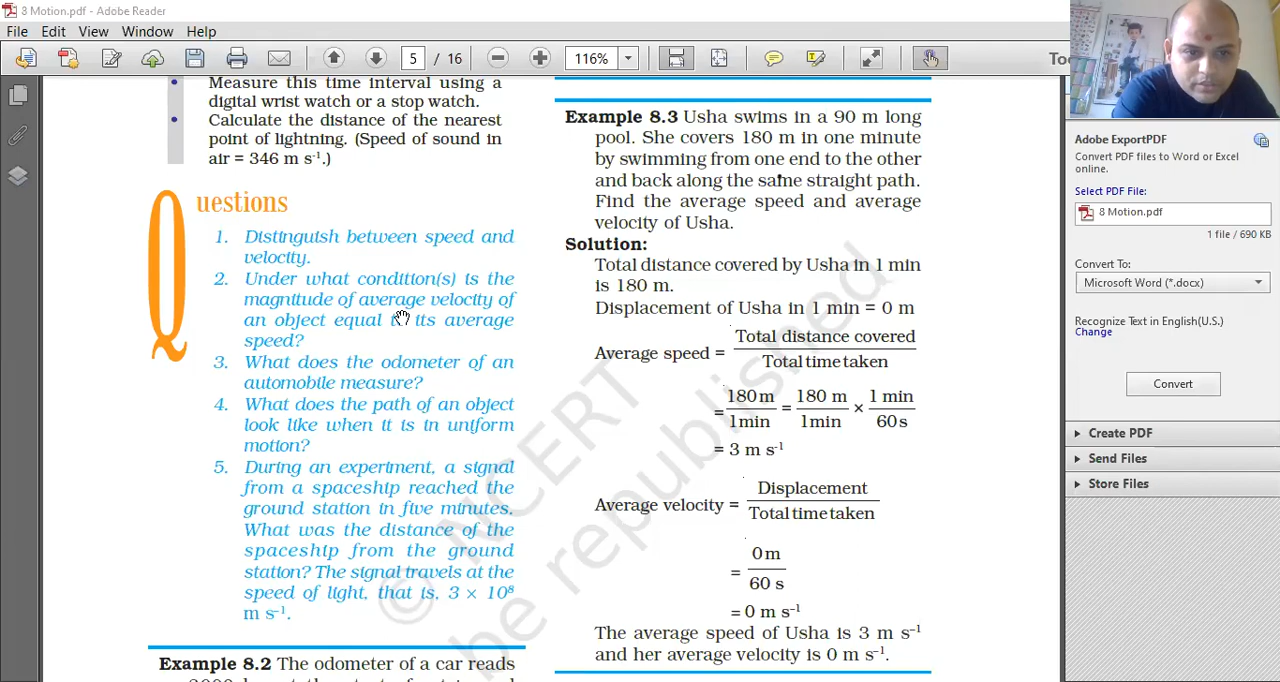 8 Motion.pdf - Adobe Reader
File Edit View Window Help
5 / 16 116%
Measure this time interval using a
digital wrist watch or a stop watch.
Calculate the distance of the nearest
point of lightning. (Speed of sound in
air = 346 m s⁻¹.)
Questions
1. Distinguish between speed and
velocity.
2. Under what condition(s) is the
magnitude of average velocity of
an object equal its average
speed?
3. What does the odometer of an
automobile measure?
4. What does the path of an object
look like when it is in uniform
motion?
5. During an experiment, a signal
from a spaceship reached the
ground station in five minutes.
What was the distance of the
spaceship from the ground
station? The signal travels at the
speed of light, that is, 3 × 10⁸
m s⁻¹.
Example 8.2 The odometer of a car reads
Example 8.3 Usha swims in a 90 m long
pool. She covers 180 m in one minute
by swimming from one end to the other
and back along the same straight path.
Find the average speed and average
velocity of Usha.
Solution:
Total distance covered by Usha in 1 min
is 180 m.
Displacement of Usha in 1 min = 0 m
Average speed = Total distance covered / Total time taken
= 180 m / 1 min = 180 m / 1 min × 1 min / 60 s
= 3 m s⁻¹
Average velocity = Displacement / Total time taken
= 0 m / 60 s
= 0 m s⁻¹
The average speed of Usha is 3 m s⁻¹
and her average velocity is 0 m s⁻¹.
© NCERT
be republished
Adobe ExportPDF
Convert PDF files to Word or Excel
online.
Select PDF File:
8 Motion.pdf
1 file / 690 KB
Convert To:
Microsoft Word (*.docx)
Recognize Text in English(U.S.)
Change
Convert
Create PDF
Send Files
Store Files